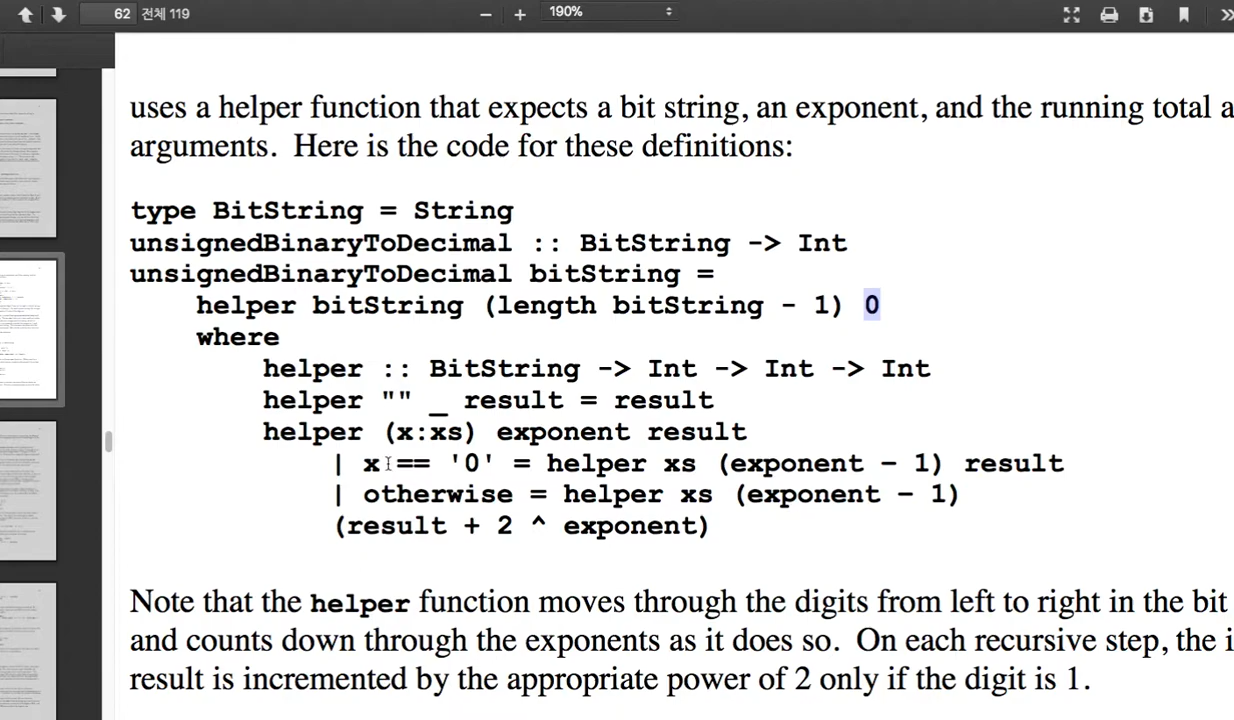 62 전체 119
190%
uses a helper function that expects a bit string, an exponent, and the running total a
arguments. Here is the code for these definitions:
type BitString = String
unsignedBinaryToDecimal :: BitString -> Int
unsignedBinaryToDecimal bitString =
helper bitString (length bitString - 1) 0
where
helper :: BitString -> Int -> Int -> Int
helper "" _ result = result
helper (x:xs) exponent result
| x == '0' = helper xs (exponent – 1) result
| otherwise = helper xs (exponent – 1)
(result + 2 ^ exponent)
Note that the helper function moves through the digits from left to right in the bit
and counts down through the exponents as it does so. On each recursive step, the i
result is incremented by the appropriate power of 2 only if the digit is 1.